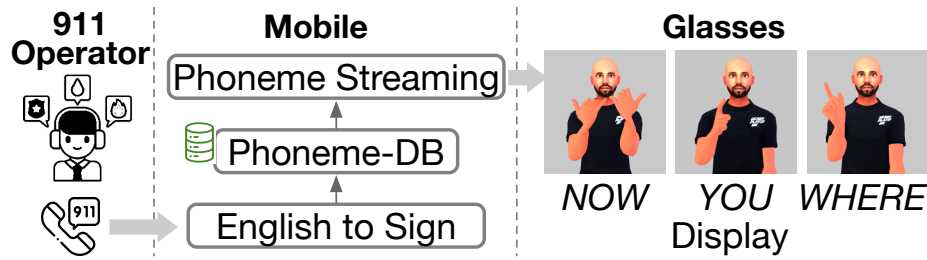 911
Operator
Mobile
Glasses
Phoneme Streaming
Phoneme-DB
English to Sign
911
NOW
YOU
WHERE
Display